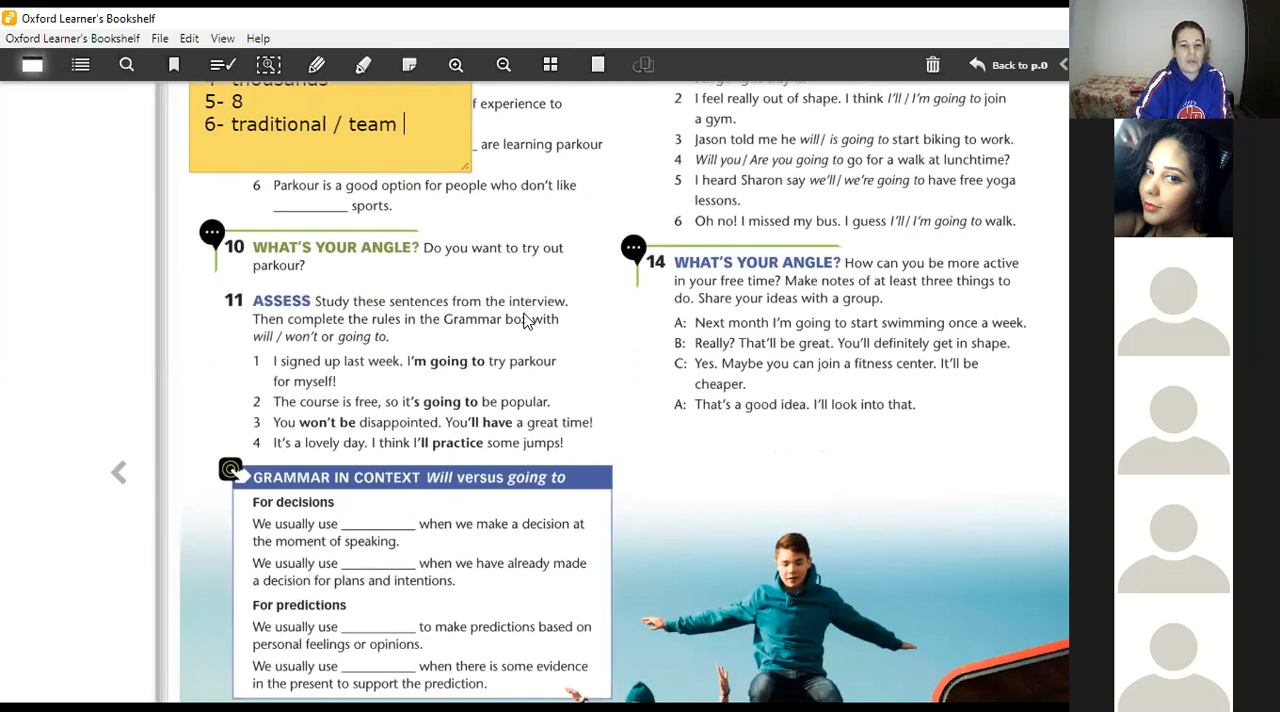 Oxford Learner's Bookshelf
Oxford Learner's Bookshelf File Edit View Help
Back to p.0
4- thousands
5- 8
6- traditional / team
f experience to
_ are learning parkour
6 Parkour is a good option for people who don't like
____________ sports.
10 WHAT'S YOUR ANGLE? Do you want to try out
parkour?
11 ASSESS Study these sentences from the interview.
Then complete the rules in the Grammar box with
will / won't or going to.
1 I signed up last week. I'm going to try parkour
for myself!
2 The course is free, so it's going to be popular.
3 You won't be disappointed. You'll have a great time!
4 It's a lovely day. I think I'll practice some jumps!
GRAMMAR IN CONTEXT Will versus going to
For decisions
We usually use ____________ when we make a decision at
the moment of speaking.
We usually use ____________ when we have already made
a decision for plans and intentions.
For predictions
We usually use ____________ to make predictions based on
personal feelings or opinions.
We usually use ____________ when there is some evidence
in the present to support the prediction.
2 I feel really out of shape. I think I'll / I'm going to join
a gym.
3 Jason told me he will / is going to start biking to work.
4 Will you / Are you going to go for a walk at lunchtime?
5 I heard Sharon say we'll / we're going to have free yoga
lessons.
6 Oh no! I missed my bus. I guess I'll / I'm going to walk.
14 WHAT'S YOUR ANGLE? How can you be more active
in your free time? Make notes of at least three things to
do. Share your ideas with a group.
A: Next month I'm going to start swimming once a week.
B: Really? That'll be great. You'll definitely get in shape.
C: Yes. Maybe you can join a fitness center. It'll be
cheaper.
A: That's a good idea. I'll look into that.